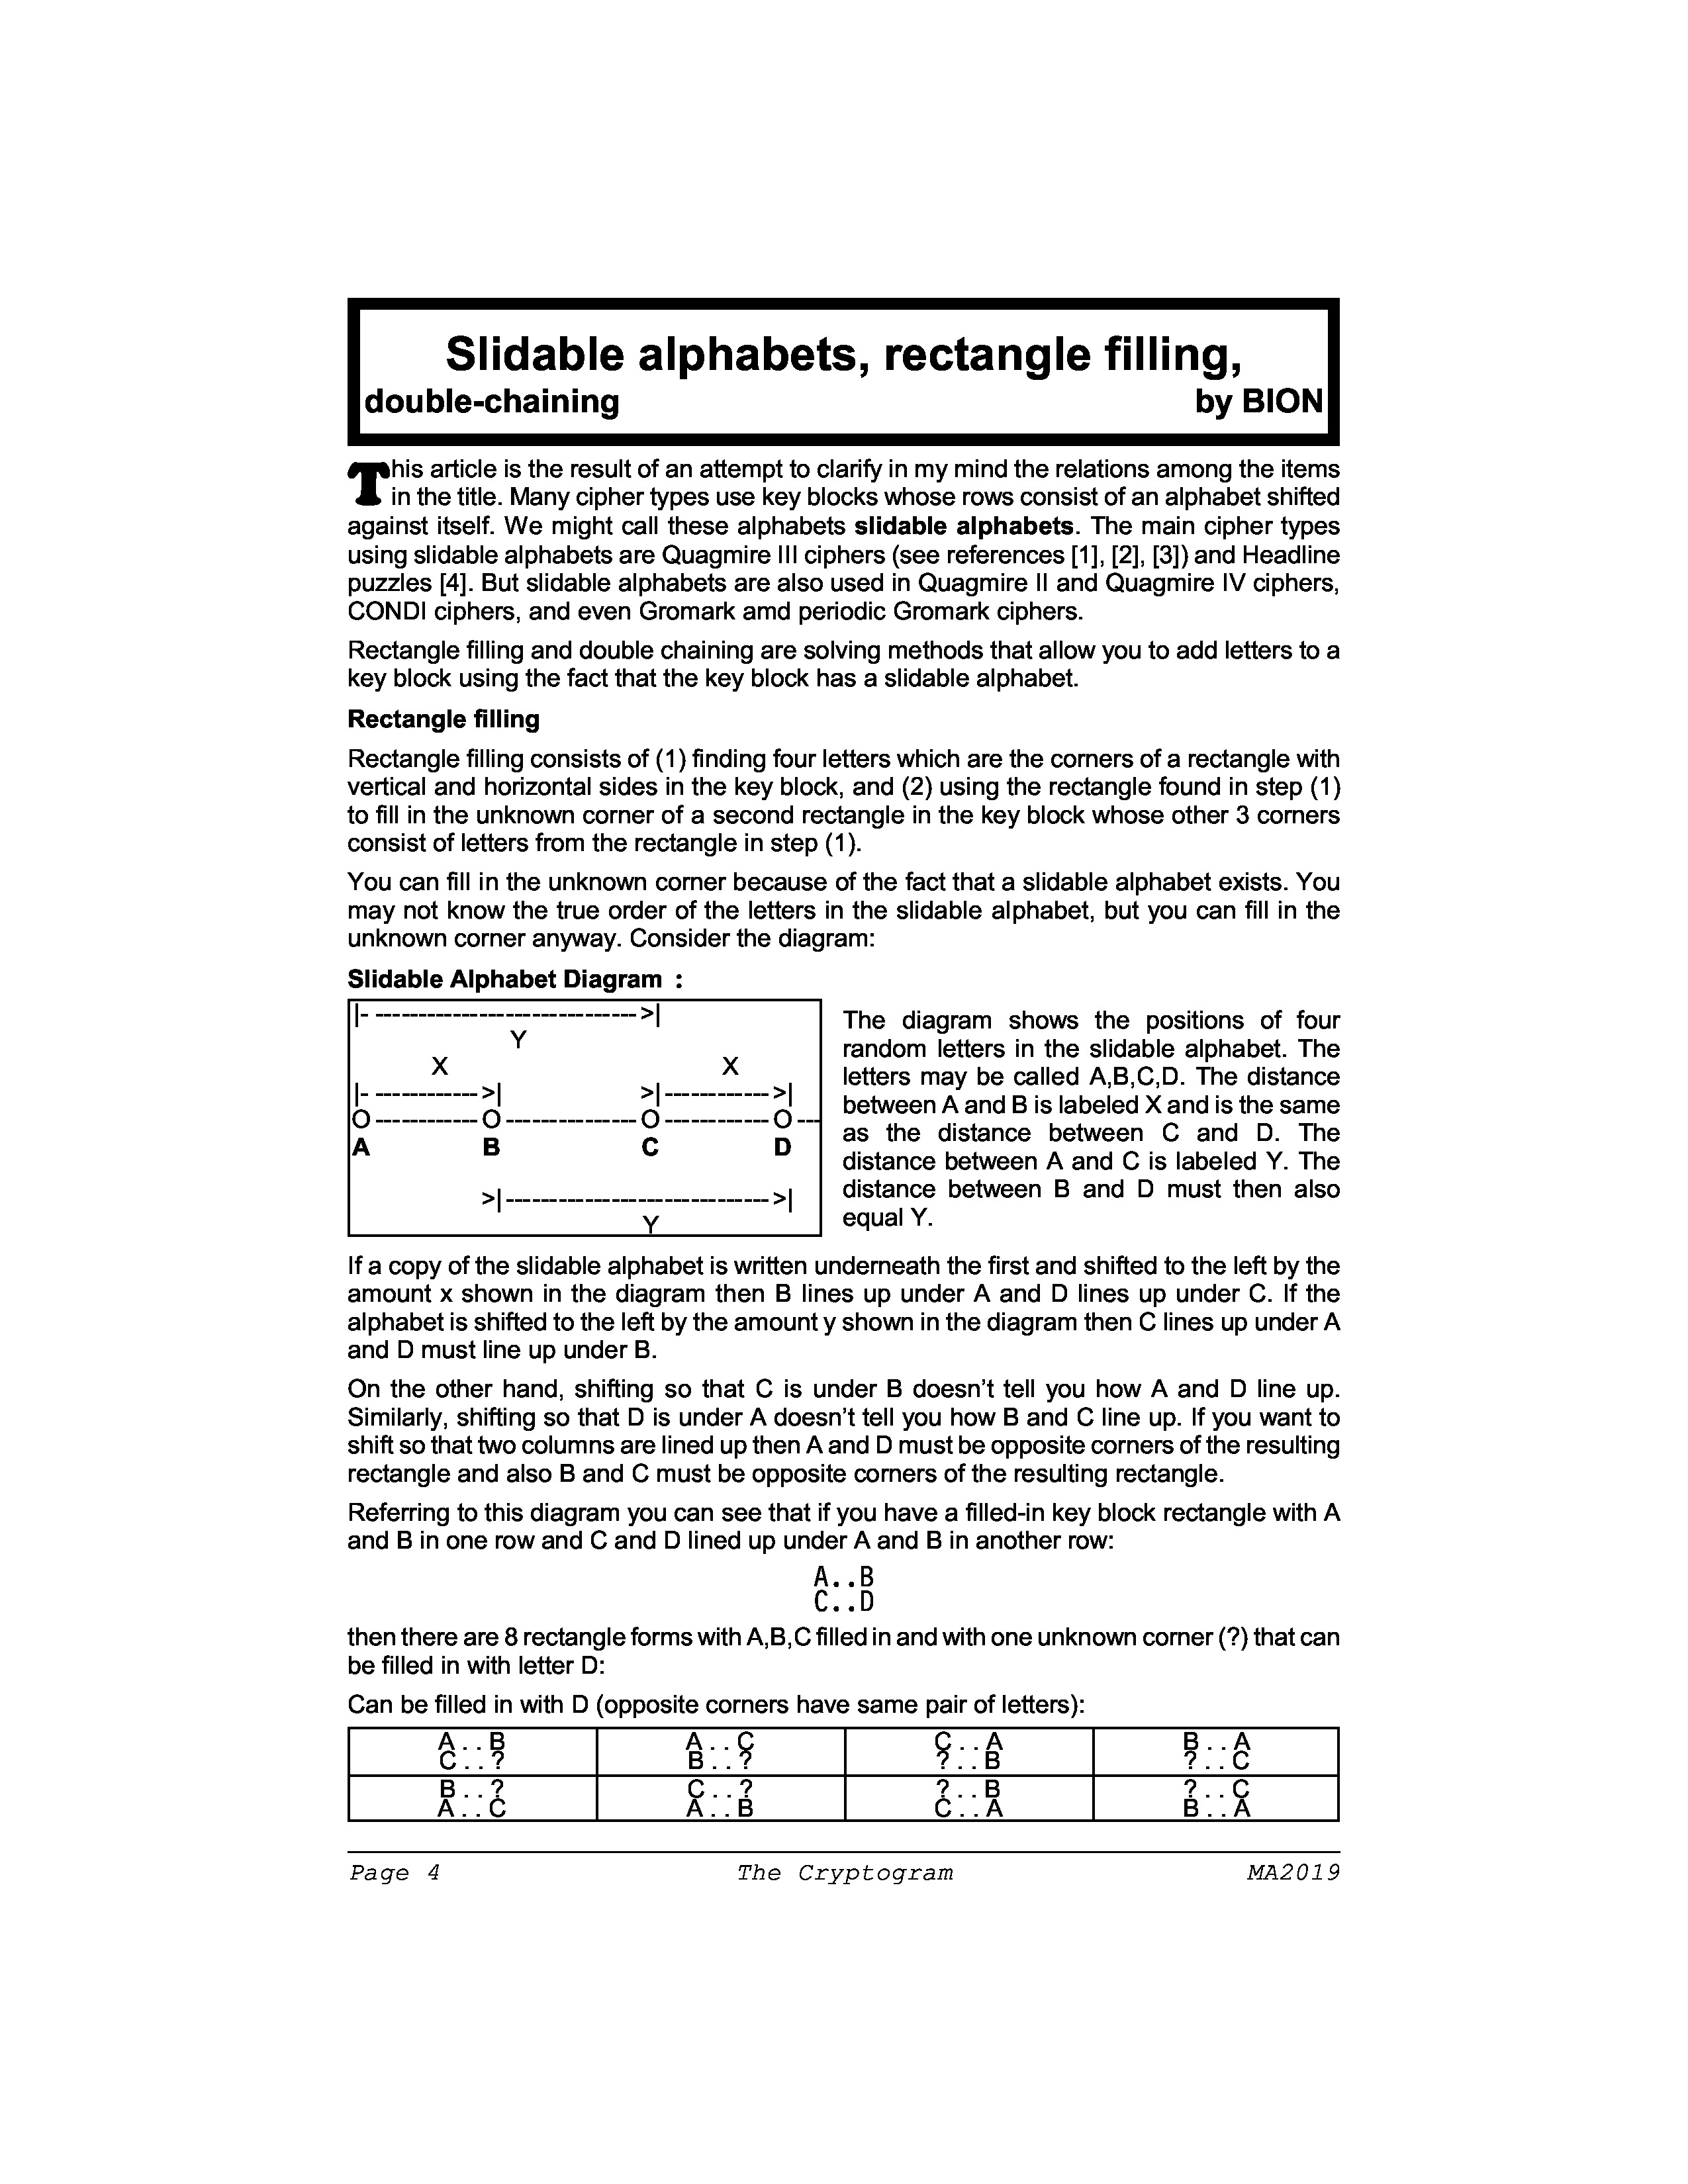 Slidable alphabets, rectangle filling,
double-chaining by BION
This article is the result of an attempt to clarify in my mind the relations among the items
in the title. Many cipher types use key blocks whose rows consist of an alphabet shifted
against itself. We might call these alphabets slidable alphabets. The main cipher types
using slidable alphabets are Quagmire III ciphers (see references [1], [2], [3]) and Headline
puzzles [4]. But slidable alphabets are also used in Quagmire II and Quagmire IV ciphers,
CONDI ciphers, and even Gromark amd periodic Gromark ciphers.
Rectangle filling and double chaining are solving methods that allow you to add letters to a
key block using the fact that the key block has a slidable alphabet.
Rectangle filling
Rectangle filling consists of (1) finding four letters which are the corners of a rectangle with
vertical and horizontal sides in the key block, and (2) using the rectangle found in step (1)
to fill in the unknown corner of a second rectangle in the key block whose other 3 corners
consist of letters from the rectangle in step (1).
You can fill in the unknown corner because of the fact that a slidable alphabet exists. You
may not know the true order of the letters in the slidable alphabet, but you can fill in the
unknown corner anyway. Consider the diagram:
Slidable Alphabet Diagram :
|- ------------------------------ >|
Y
X X
|- ------------ >| >| ------------ >|
O ------------ O --------------- O ------------ O ---
A B C D
>| ------------------------------ >|
Y
The diagram shows the positions of four
random letters in the slidable alphabet. The
letters may be called A,B,C,D. The distance
between A and B is labeled X and is the same
as the distance between C and D. The
distance between A and C is labeled Y. The
distance between B and D must then also
equal Y.
If a copy of the slidable alphabet is written underneath the first and shifted to the left by the
amount x shown in the diagram then B lines up under A and D lines up under C. If the
alphabet is shifted to the left by the amount y shown in the diagram then C lines up under A
and D must line up under B.
On the other hand, shifting so that C is under B doesn't tell you how A and D line up.
Similarly, shifting so that D is under A doesn't tell you how B and C line up. If you want to
shift so that two columns are lined up then A and D must be opposite corners of the resulting
rectangle and also B and C must be opposite corners of the resulting rectangle.
Referring to this diagram you can see that if you have a filled-in key block rectangle with A
and B in one row and C and D lined up under A and B in another row:
A..B
C..D
then there are 8 rectangle forms with A,B,C filled in and with one unknown corner (?) that can
be filled in with letter D:
Can be filled in with D (opposite corners have same pair of letters):
A . . B A . . C C . . A B . . A
C . . ? B . . ? ? . . B ? . . C
B . . ? C . . ? ? . . B ? . . C
A . . C A . . B C . . A B . . A
Page 4 The Cryptogram MA2019